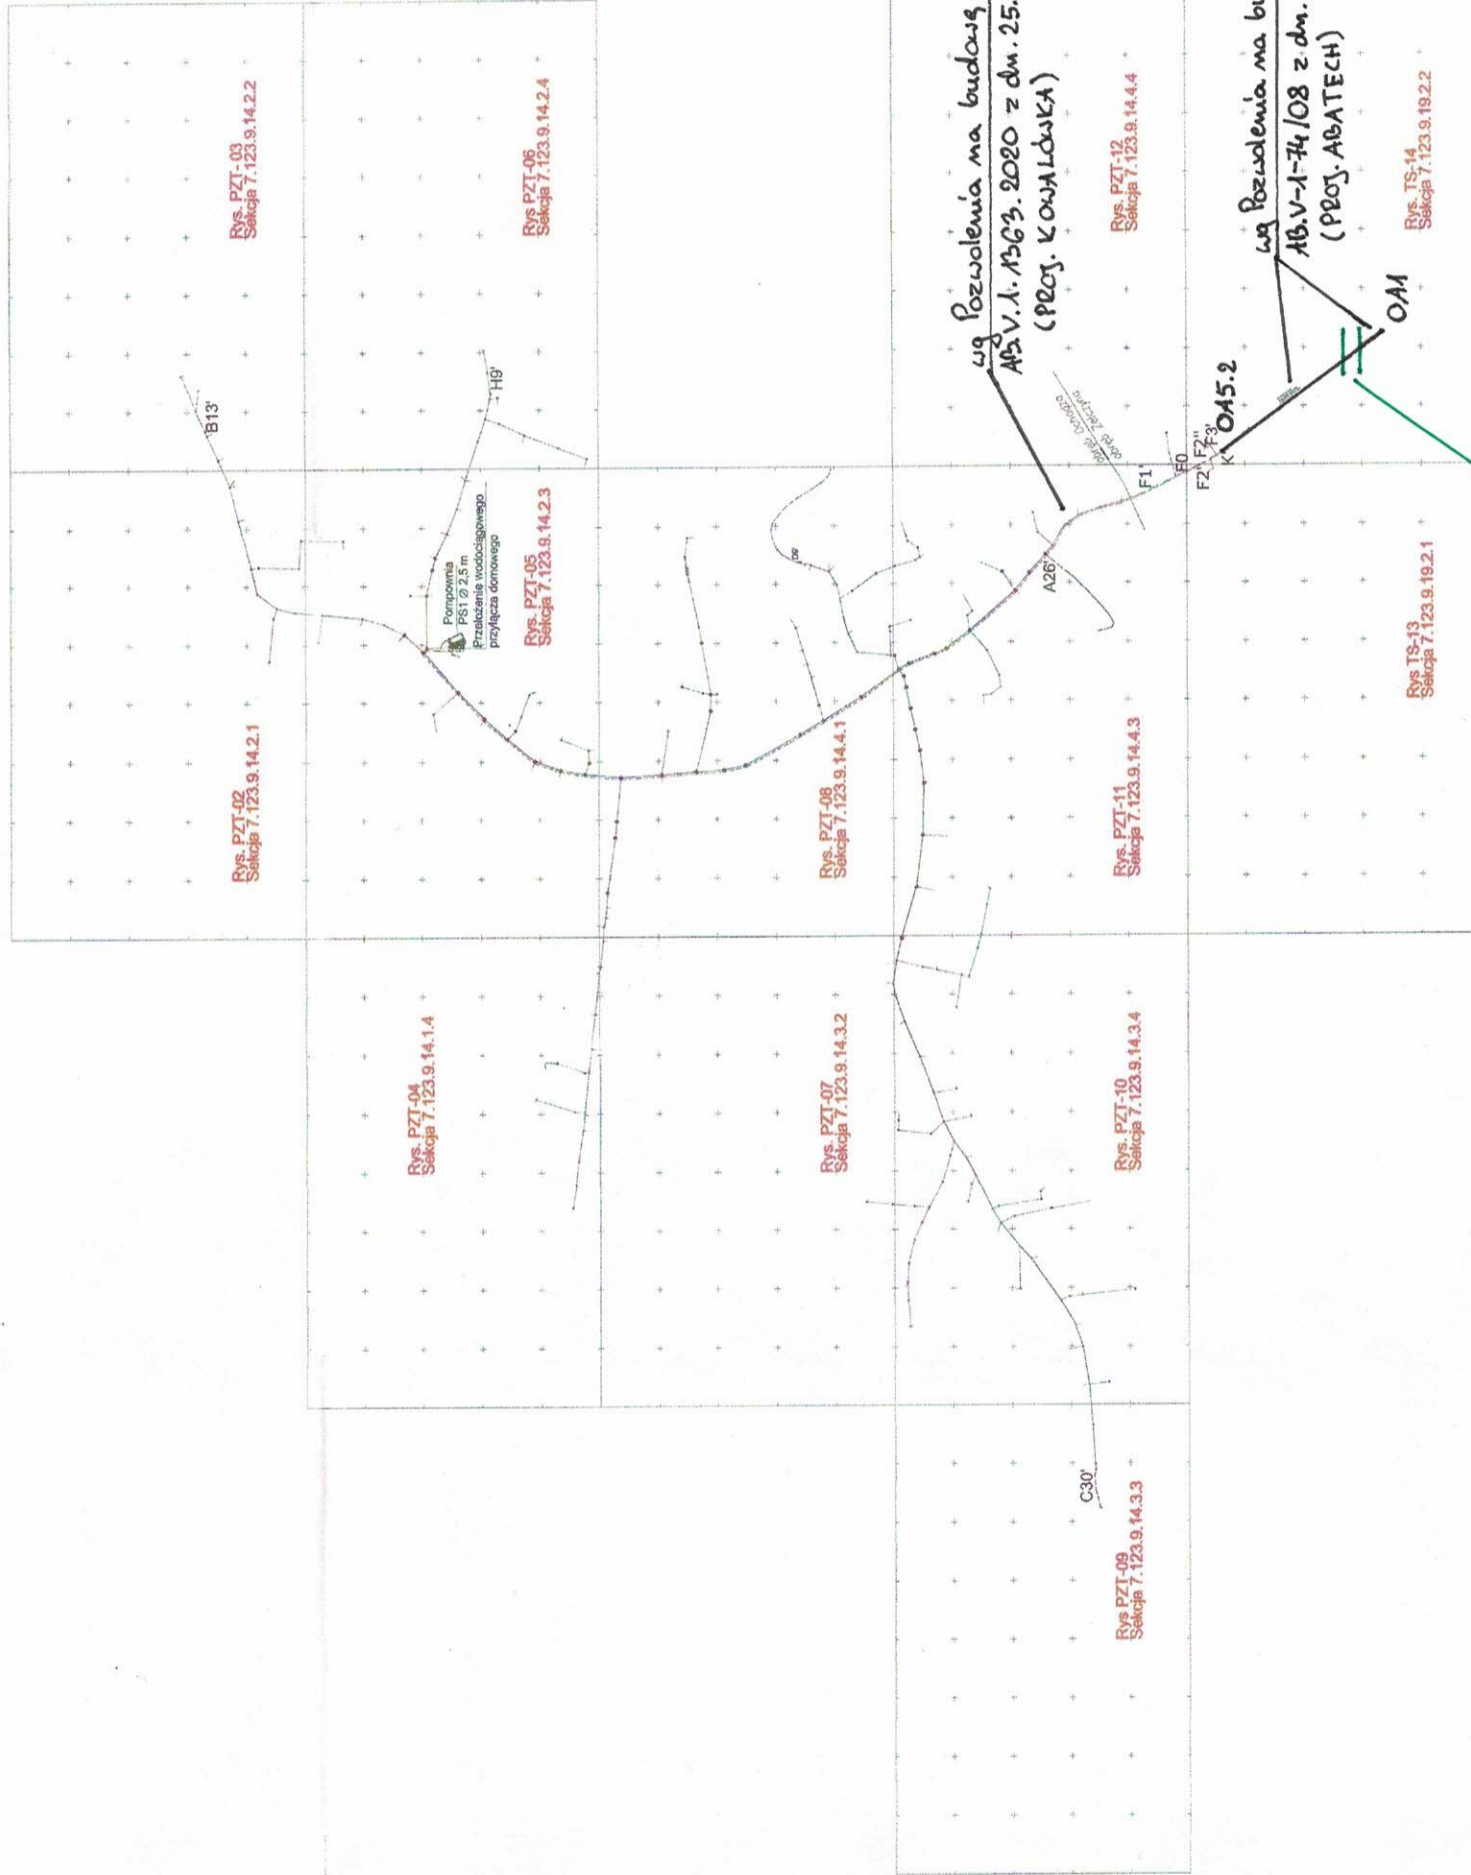 Rys. PZT-03
Sekcja 7.123.9.14.2.2
Rys PZT-06
Sekcja 7.123.9.14.2.4
B13'
H9'
Rys. PZT-02
Sekcja 7.123.9.14.2.1
Pompownia
PS1 Ø 2,5 m
Przełożenie wodociągowego
przyłącza domowego
Rys. PZT-05
Sekcja 7.123.9.14.2.3
Rys. PZT-04
Sekcja 7.123.9.14.1.4
Rys. PZT-08
Sekcja 7.123.9.14.4.1
Rys. PZT-07
Sekcja 7.123.9.14.3.2
wg Pozwolenia na budowę
AB.V.1.1363.2020 z dn. 25.
(PROJ. KOWALÓWKA)
Rys. PZT-12
Sekcja 7.123.9.14.4.4
obręb Ochodza
obręb Zelczyna
A26'
F1'
F0
F2'
F2"
F3'
K
OA5.2
Rys. PZT-11
Sekcja 7.123.9.14.4.3
Rys. PZT-10
Sekcja 7.123.9.14.3.4
C30'
Rys PZT-09
Sekcja 7.123.9.14.3.3
wg Pozwolenia na bu
AB.V-1-74/08 z dn.
(PROJ. ABATECH)
OA1
Rys. TS-14
Sekcja 7.123.9.19.2.2
Rys TS-13
Sekcja 7.123.9.19.2.1